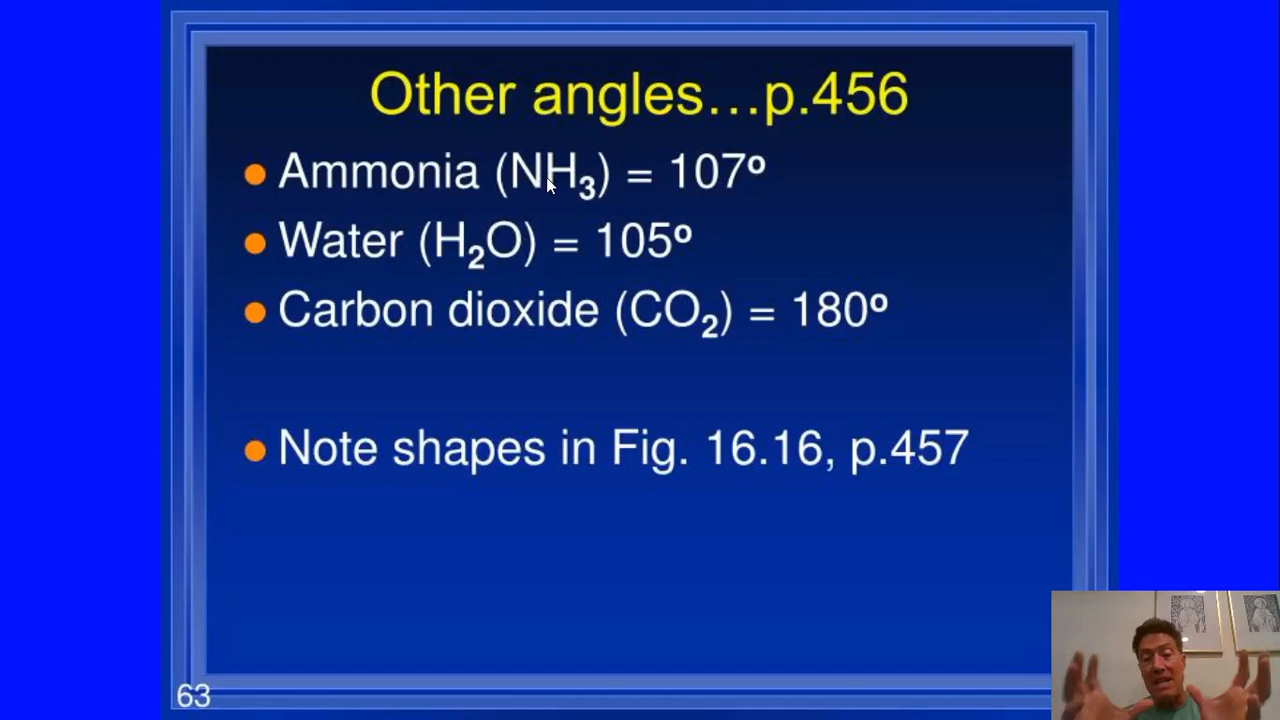 Other angles…p.456
Ammonia (NH₃) = 107º
Water (H₂O) = 105º
Carbon dioxide (CO₂) = 180º
Note shapes in Fig. 16.16, p.457
63